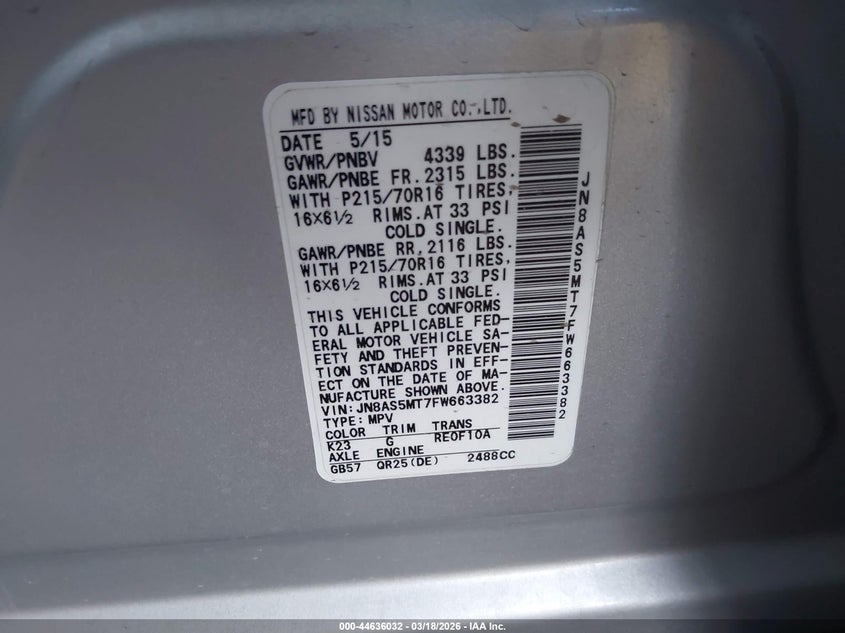 MFD BY NISSAN MOTOR CO.,LTD.
DATE 5/15
GVWR/PNBV 4339 LBS.
GAWR/PNBE FR. 2315 LBS.
WITH P215/70R16 TIRES,
16X6½ RIMS. AT 33 PSI
COLD SINGLE.
GAWR/PNBE RR. 2116 LBS.
WITH P215/70R16 TIRES,
16X6½ RIMS. AT 33 PSI
COLD SINGLE.
THIS VEHICLE CONFORMS
TO ALL APPLICABLE FED-
ERAL MOTOR VEHICLE SA-
FETY AND THEFT PREVEN-
TION STANDARDS IN EFF-
ECT ON THE DATE OF MA-
NUFACTURE SHOWN ABOVE.
VIN: JN8AS5MT7FW663382
TYPE: MPV
COLOR TRIM TRANS
K23 G RE0F10A
AXLE ENGINE
GB57 QR25(DE) 2488CC
JN8AS5MT7FW663382
000-44636032 - 03/18/2026 - IAA Inc.